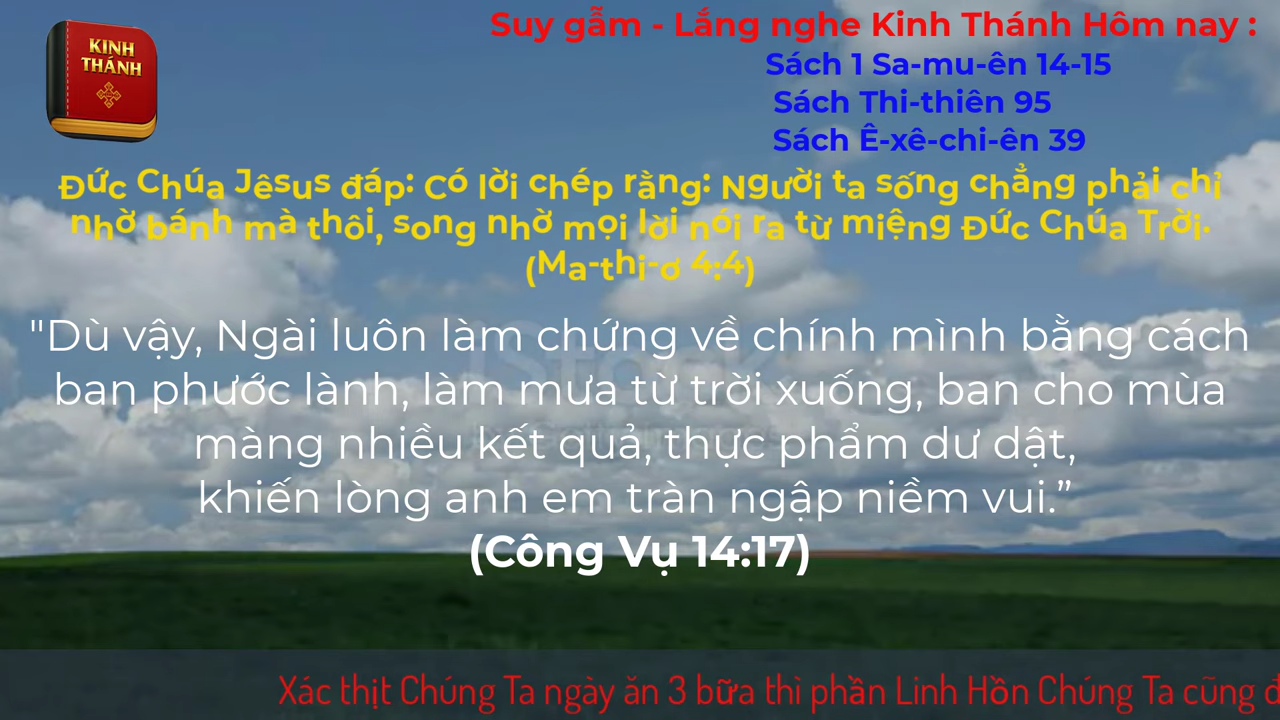 KINH
THÁNH
Suy gẫm - Lắng nghe Kinh Thánh Hôm nay :
Sách 1 Sa-mu-ên 14-15
Sách Thi-thiên 95
Sách Ê-xê-chi-ên 39
Đức Chúa Jêsus đáp: Có lời chép rằng: Người ta sống chẳng phải chỉ
nhờ bánh mà thôi, song nhờ mọi lời nói ra từ miệng Đức Chúa Trời.
(Ma-thi-ơ 4:4)
"Dù vậy, Ngài luôn làm chứng về chính mình bằng cách
ban phước lành, làm mưa từ trời xuống, ban cho mùa
màng nhiều kết quả, thực phẩm dư dật,
khiến lòng anh em tràn ngập niềm vui.”
(Công Vụ 14:17)
Xác thịt Chúng Ta ngày ăn 3 bữa thì phần Linh Hồn Chúng Ta cũng